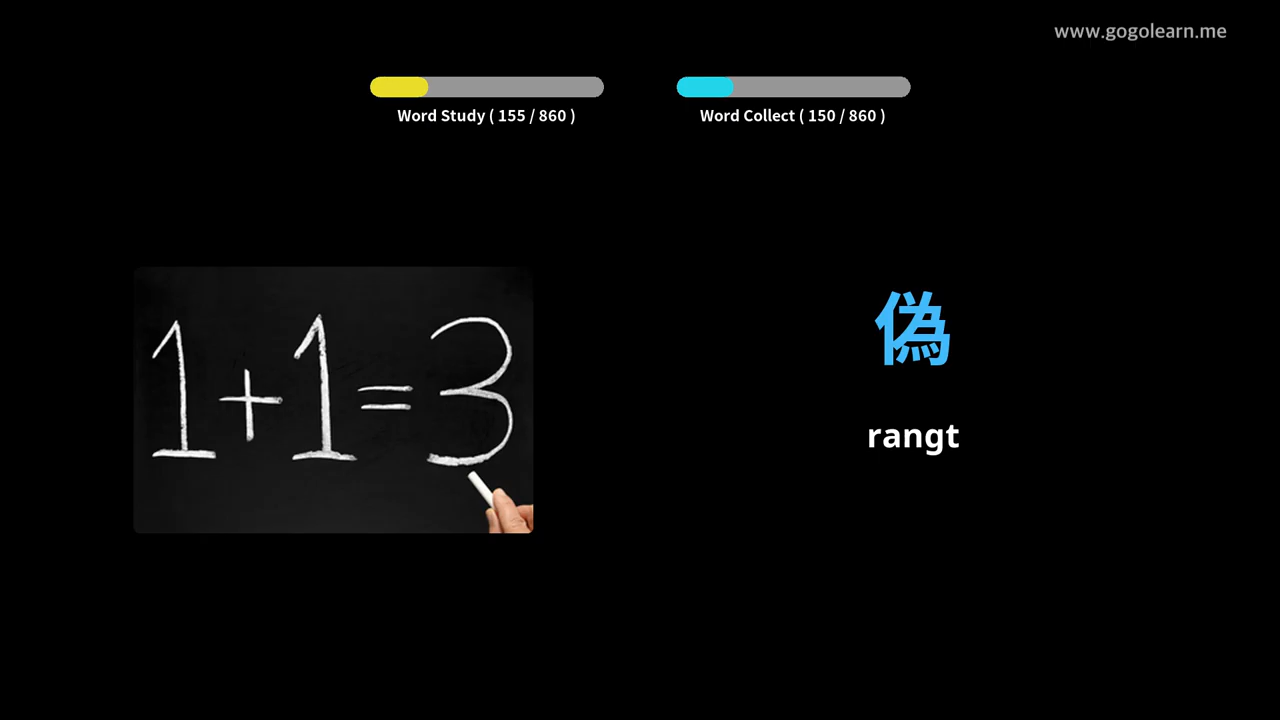 www.gogolearn.me
Word Study ( 155 / 860 )
Word Collect ( 150 / 860 )
1+1=3
偽
rangt